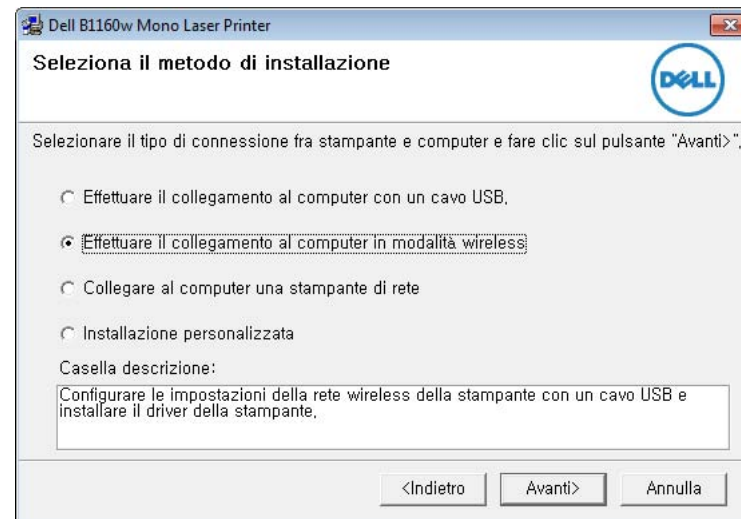 Dell B1160w Mono Laser Printer
Seleziona il metodo di installazione
DELL
Selezionare il tipo di connessione fra stampante e computer e fare clic sul pulsante "Avanti>",
Effettuare il collegamento al computer con un cavo USB,
Effettuare il collegamento al computer in modalità wireless
Collegare al computer una stampante di rete
Installazione personalizzata
Casella descrizione:
Configurare le impostazioni della rete wireless della stampante con un cavo USB e
installare il driver della stampante,
<Indietro
Avanti>
Annulla